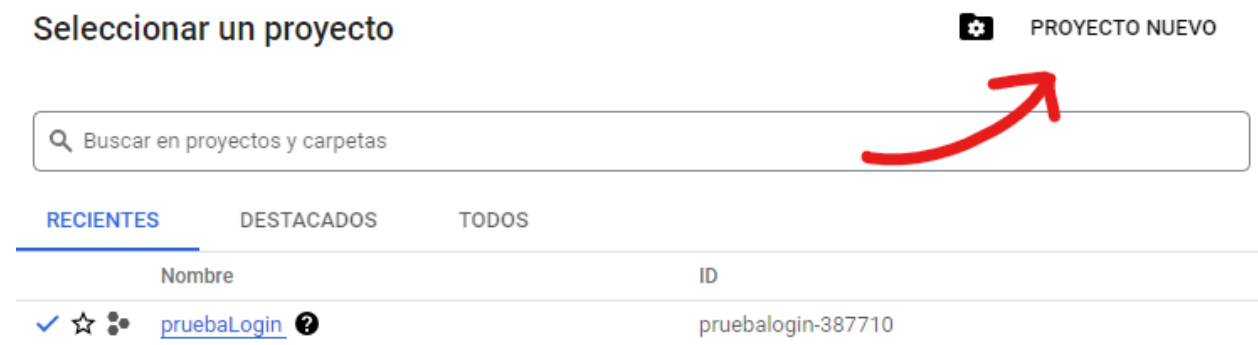 Seleccionar un proyecto PROYECTO NUEVO
Buscar en proyectos y carpetas
RECIENTES DESTACADOS TODOS
Nombre ID
pruebaLogin pruebalogin-387710